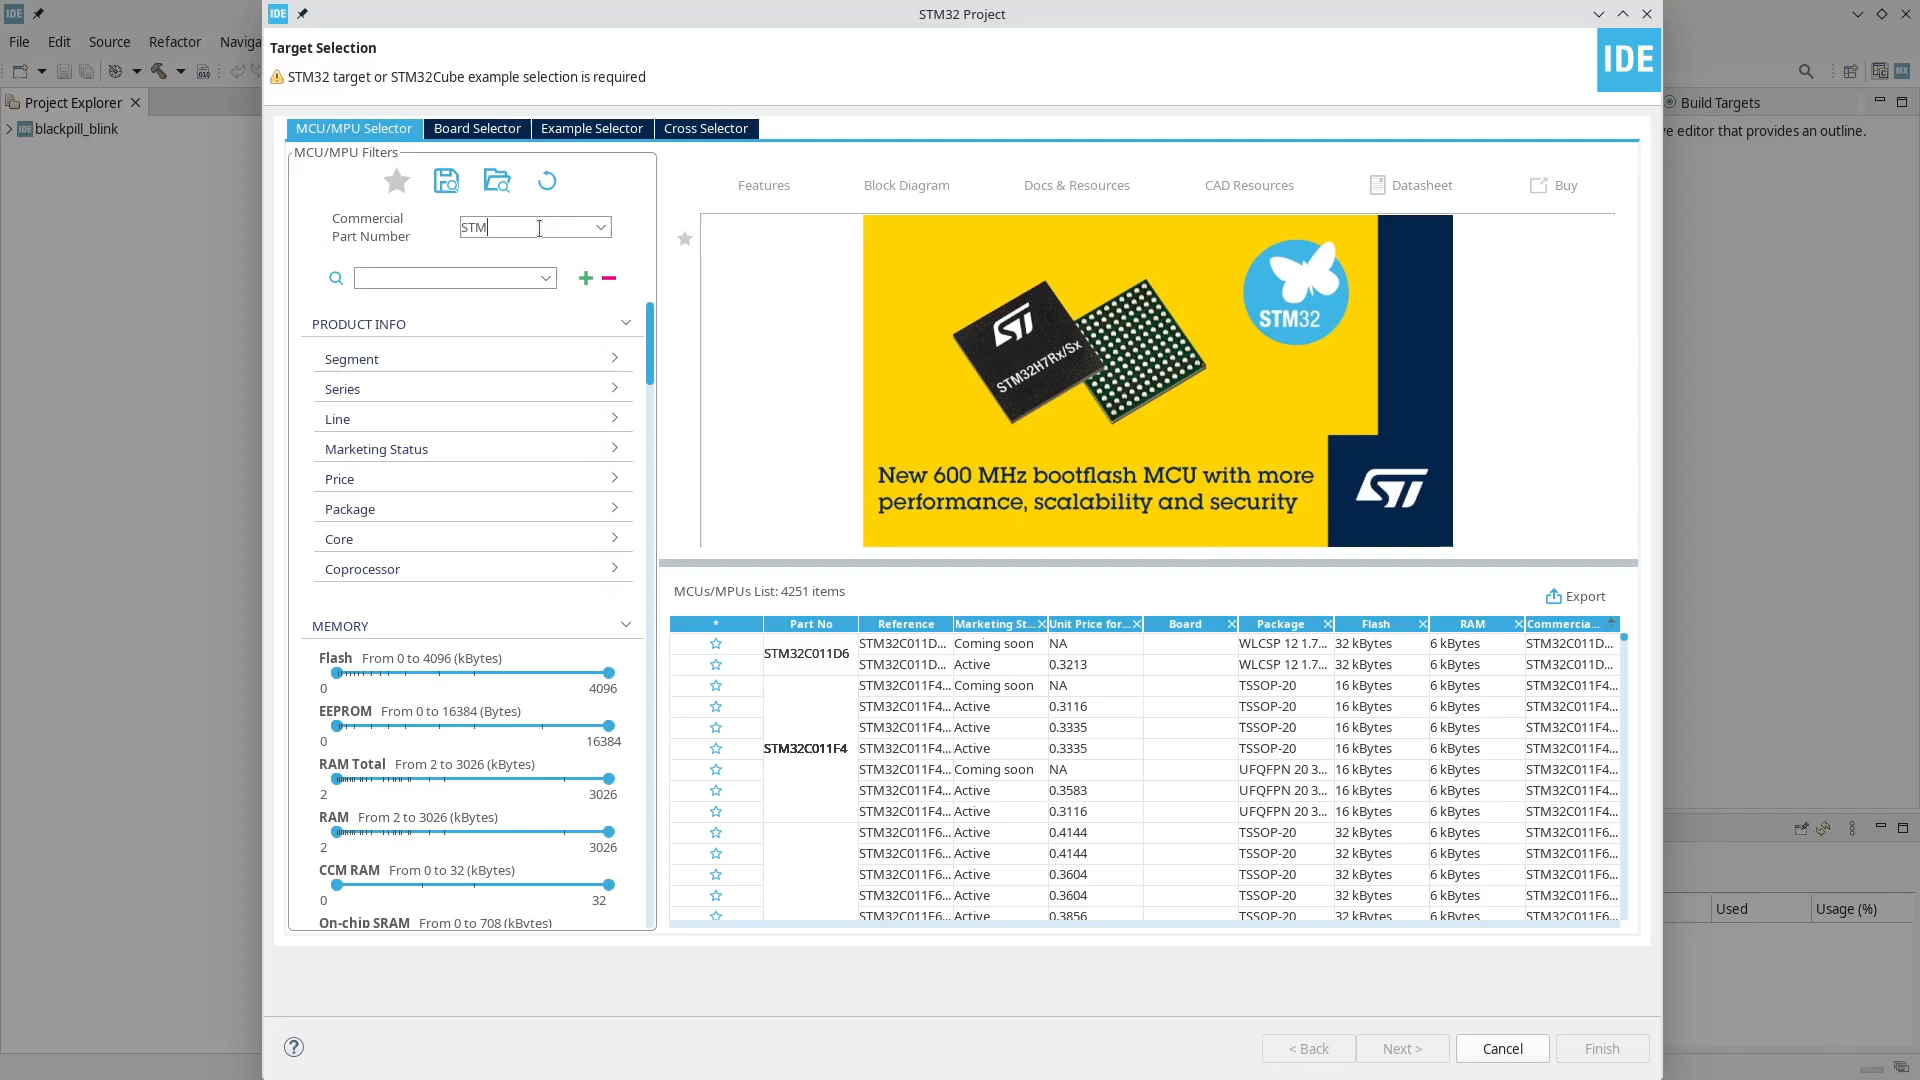 IDE
STM32 Project
File Edit Source Refactor Naviga
Project Explorer
IDE blackpill_blink
Target Selection
STM32 target or STM32Cube example selection is required
IDE
MX
Build Targets
ve editor that provides an outline.
MCU/MPU Selector Board Selector Example Selector Cross Selector
MCU/MPU Filters
Commercial
Part Number
STM
PRODUCT INFO
Segment
Series
Line
Marketing Status
Price
Package
Core
Coprocessor
MEMORY
Flash From 0 to 4096 (kBytes)
0 4096
EEPROM From 0 to 16384 (Bytes)
0 16384
RAM Total From 2 to 3026 (kBytes)
2 3026
RAM From 2 to 3026 (kBytes)
2 3026
CCM RAM From 0 to 32 (kBytes)
0 32
On-chip SRAM From 0 to 708 (kBytes)
Features Block Diagram Docs & Resources CAD Resources Datasheet Buy
ST
STM32H7Rx/Sx
STM32
New 600 MHz bootflash MCU with more
performance, scalability and security
ST
MCUs/MPUs List: 4251 items
Export
* Part No Reference Marketing St... Unit Price for... Board Package Flash RAM Commercia...
STM32C011D6
STM32C011D... Coming soon NA WLCSP 12 1.7... 32 kBytes 6 kBytes STM32C011D...
STM32C011D... Active 0.3213 WLCSP 12 1.7... 32 kBytes 6 kBytes STM32C011D...
STM32C011F4... Coming soon NA TSSOP-20 16 kBytes 6 kBytes STM32C011F4...
STM32C011F4... Active 0.3116 TSSOP-20 16 kBytes 6 kBytes STM32C011F4...
STM32C011F4... Active 0.3335 TSSOP-20 16 kBytes 6 kBytes STM32C011F4...
STM32C011F4 STM32C011F4... Active 0.3335 TSSOP-20 16 kBytes 6 kBytes STM32C011F4...
STM32C011F4... Coming soon NA UFQFPN 20 3... 16 kBytes 6 kBytes STM32C011F4...
STM32C011F4... Active 0.3583 UFQFPN 20 3... 16 kBytes 6 kBytes STM32C011F4...
STM32C011F4... Active 0.3116 UFQFPN 20 3... 16 kBytes 6 kBytes STM32C011F4...
STM32C011F6... Active 0.4144 TSSOP-20 32 kBytes 6 kBytes STM32C011F6...
STM32C011F6... Active 0.4144 TSSOP-20 32 kBytes 6 kBytes STM32C011F6...
STM32C011F6... Active 0.3604 TSSOP-20 32 kBytes 6 kBytes STM32C011F6...
STM32C011F6... Active 0.3604 TSSOP-20 32 kBytes 6 kBytes STM32C011F6...
STM32C011F6... Active 0.3856 TSSOP-20 32 kBytes 6 kBytes STM32C011F6...
Used Usage (%)
< Back Next > Cancel Finish